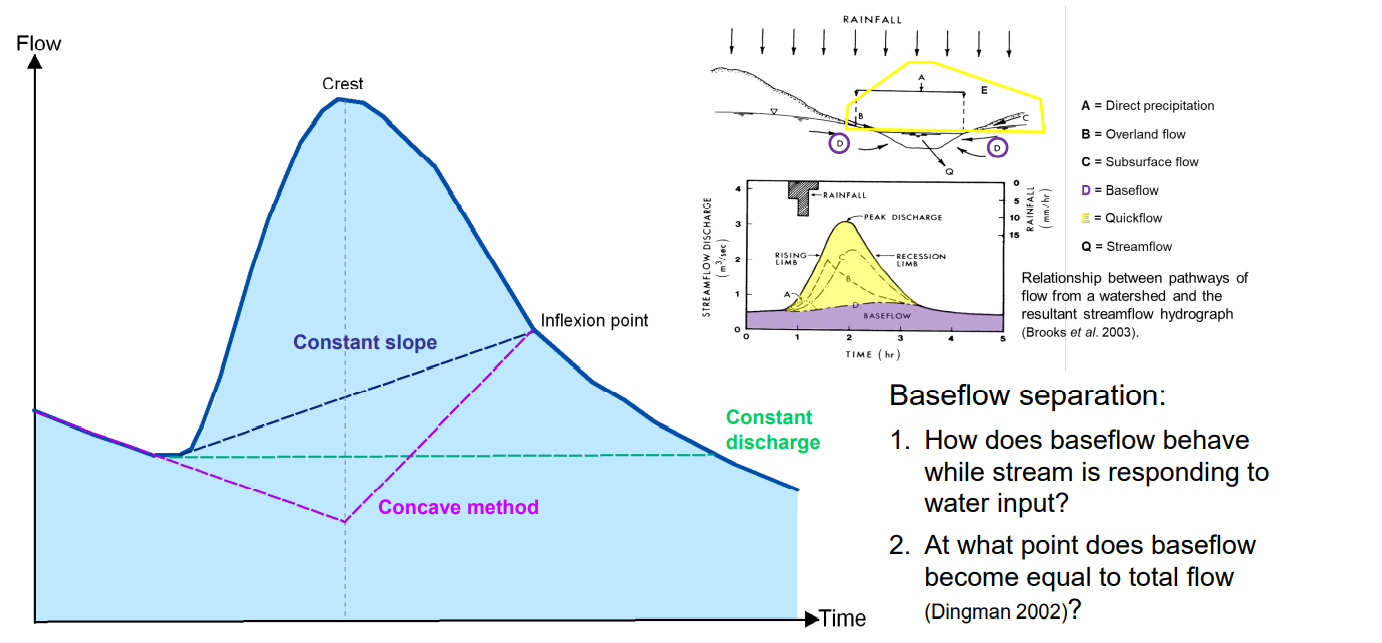 Flow
Crest
Inflexion point
Constant slope
Constant
discharge
Concave method
Time
RAINFALL
A
E
B
C
D
D
Q
STREAMFLOW DISCHARGE
(m³/sec)
4
3
2
1
0
RAINFALL
PEAK DISCHARGE
RISING
LIMB
RECESSION
LIMB
A
B
C
D
BASEFLOW
0
5
10
15
RAINFALL
(mm/hr)
0 1 2 3 4 5
TIME (hr)
A = Direct precipitation
B = Overland flow
C = Subsurface flow
D = Baseflow
E = Quickflow
Q = Streamflow
Relationship between pathways of
flow from a watershed and the
resultant streamflow hydrograph
(Brooks et al. 2003).
Baseflow separation:
1. How does baseflow behave
while stream is responding to
water input?
2. At what point does baseflow
become equal to total flow
(Dingman 2002)?